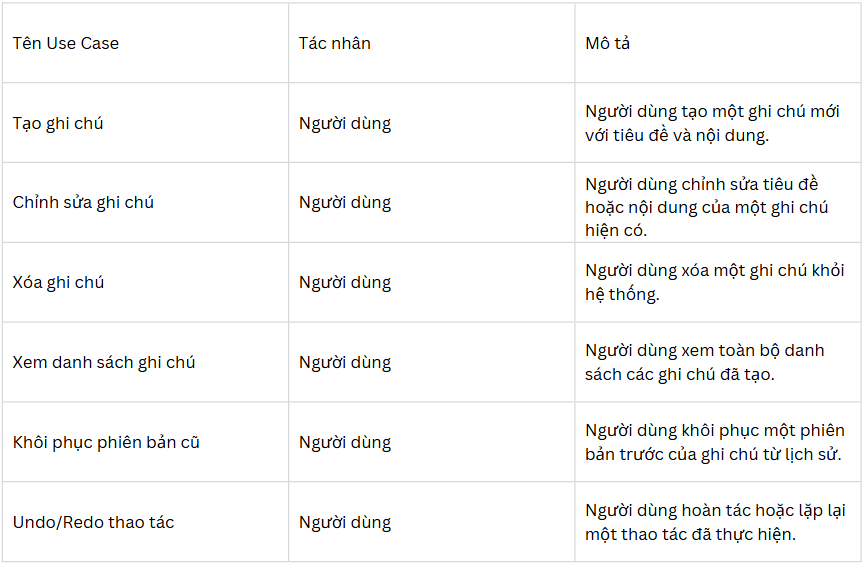 Tên Use Case
Tác nhân
Mô tả
Tạo ghi chú
Người dùng
Người dùng tạo một ghi chú mới
với tiêu đề và nội dung.
Chỉnh sửa ghi chú
Người dùng
Người dùng chỉnh sửa tiêu đề
hoặc nội dung của một ghi chú
hiện có.
Xóa ghi chú
Người dùng
Người dùng xóa một ghi chú khỏi
hệ thống.
Xem danh sách ghi chú
Người dùng
Người dùng xem toàn bộ danh
sách các ghi chú đã tạo.
Khôi phục phiên bản cũ
Người dùng
Người dùng khôi phục một phiên
bản trước của ghi chú từ lịch sử.
Undo/Redo thao tác
Người dùng
Người dùng hoàn tác hoặc lặp lại
một thao tác đã thực hiện.